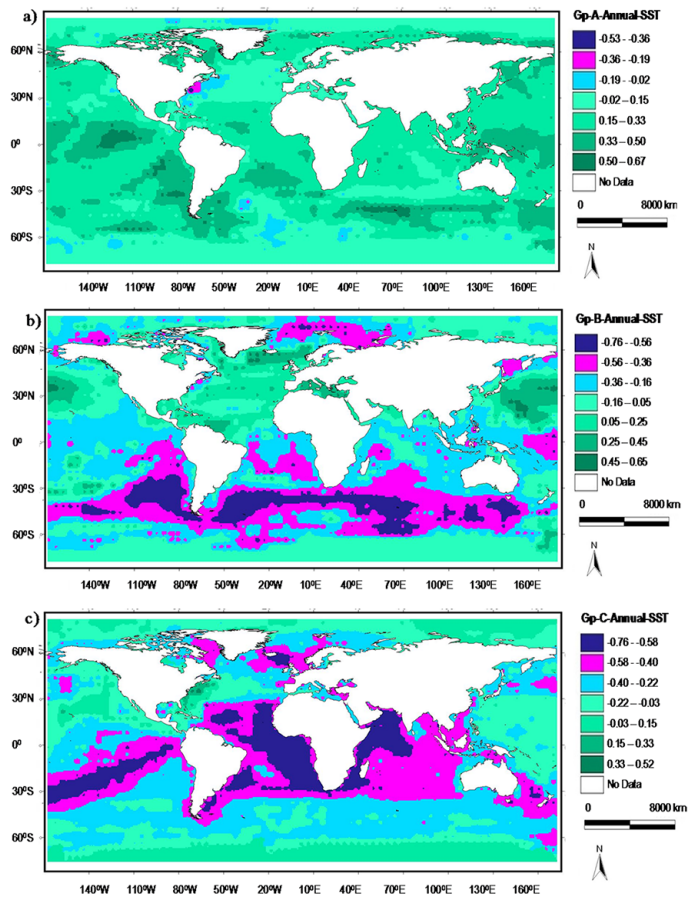 a)
Gp-A-Annual-SST
-0.53 -- -0.36
-0.36 -- -0.19
-0.19 -- -0.02
-0.02 – 0.15
0.15 – 0.33
0.33 – 0.50
0.50 – 0.67
No Data
0 8000 km
N
60ºN
30ºN
0º
30ºS
60ºS
140ºW 110ºW 80ºW 50ºW 20ºW 10ºE 40ºE 70ºE 100ºE 130ºE 160ºE
b)
Gp-B-Annual-SST
-0.76 -- -0.56
-0.56 -- -0.36
-0.36 -- -0.16
-0.16 – 0.05
0.05 – 0.25
0.25 – 0.45
0.45 – 0.65
No Data
0 8000 km
N
60ºN
30ºN
0º
30ºS
60ºS
140ºW 110ºW 80ºW 50ºW 20ºW 10ºE 40ºE 70ºE 100ºE 130ºE 160ºE
c)
Gp-C-Annual-SST
-0.76 -- -0.58
-0.58 -- -0.40
-0.40 -- -0.22
-0.22 -- -0.03
-0.03 – 0.15
0.15 – 0.33
0.33 – 0.52
No Data
0 8000 km
N
60ºN
30ºN
0º
30ºS
60ºS
140ºW 110ºW 80ºW 50ºW 20ºW 10ºE 40ºE 70ºE 100ºE 130ºE 160ºE